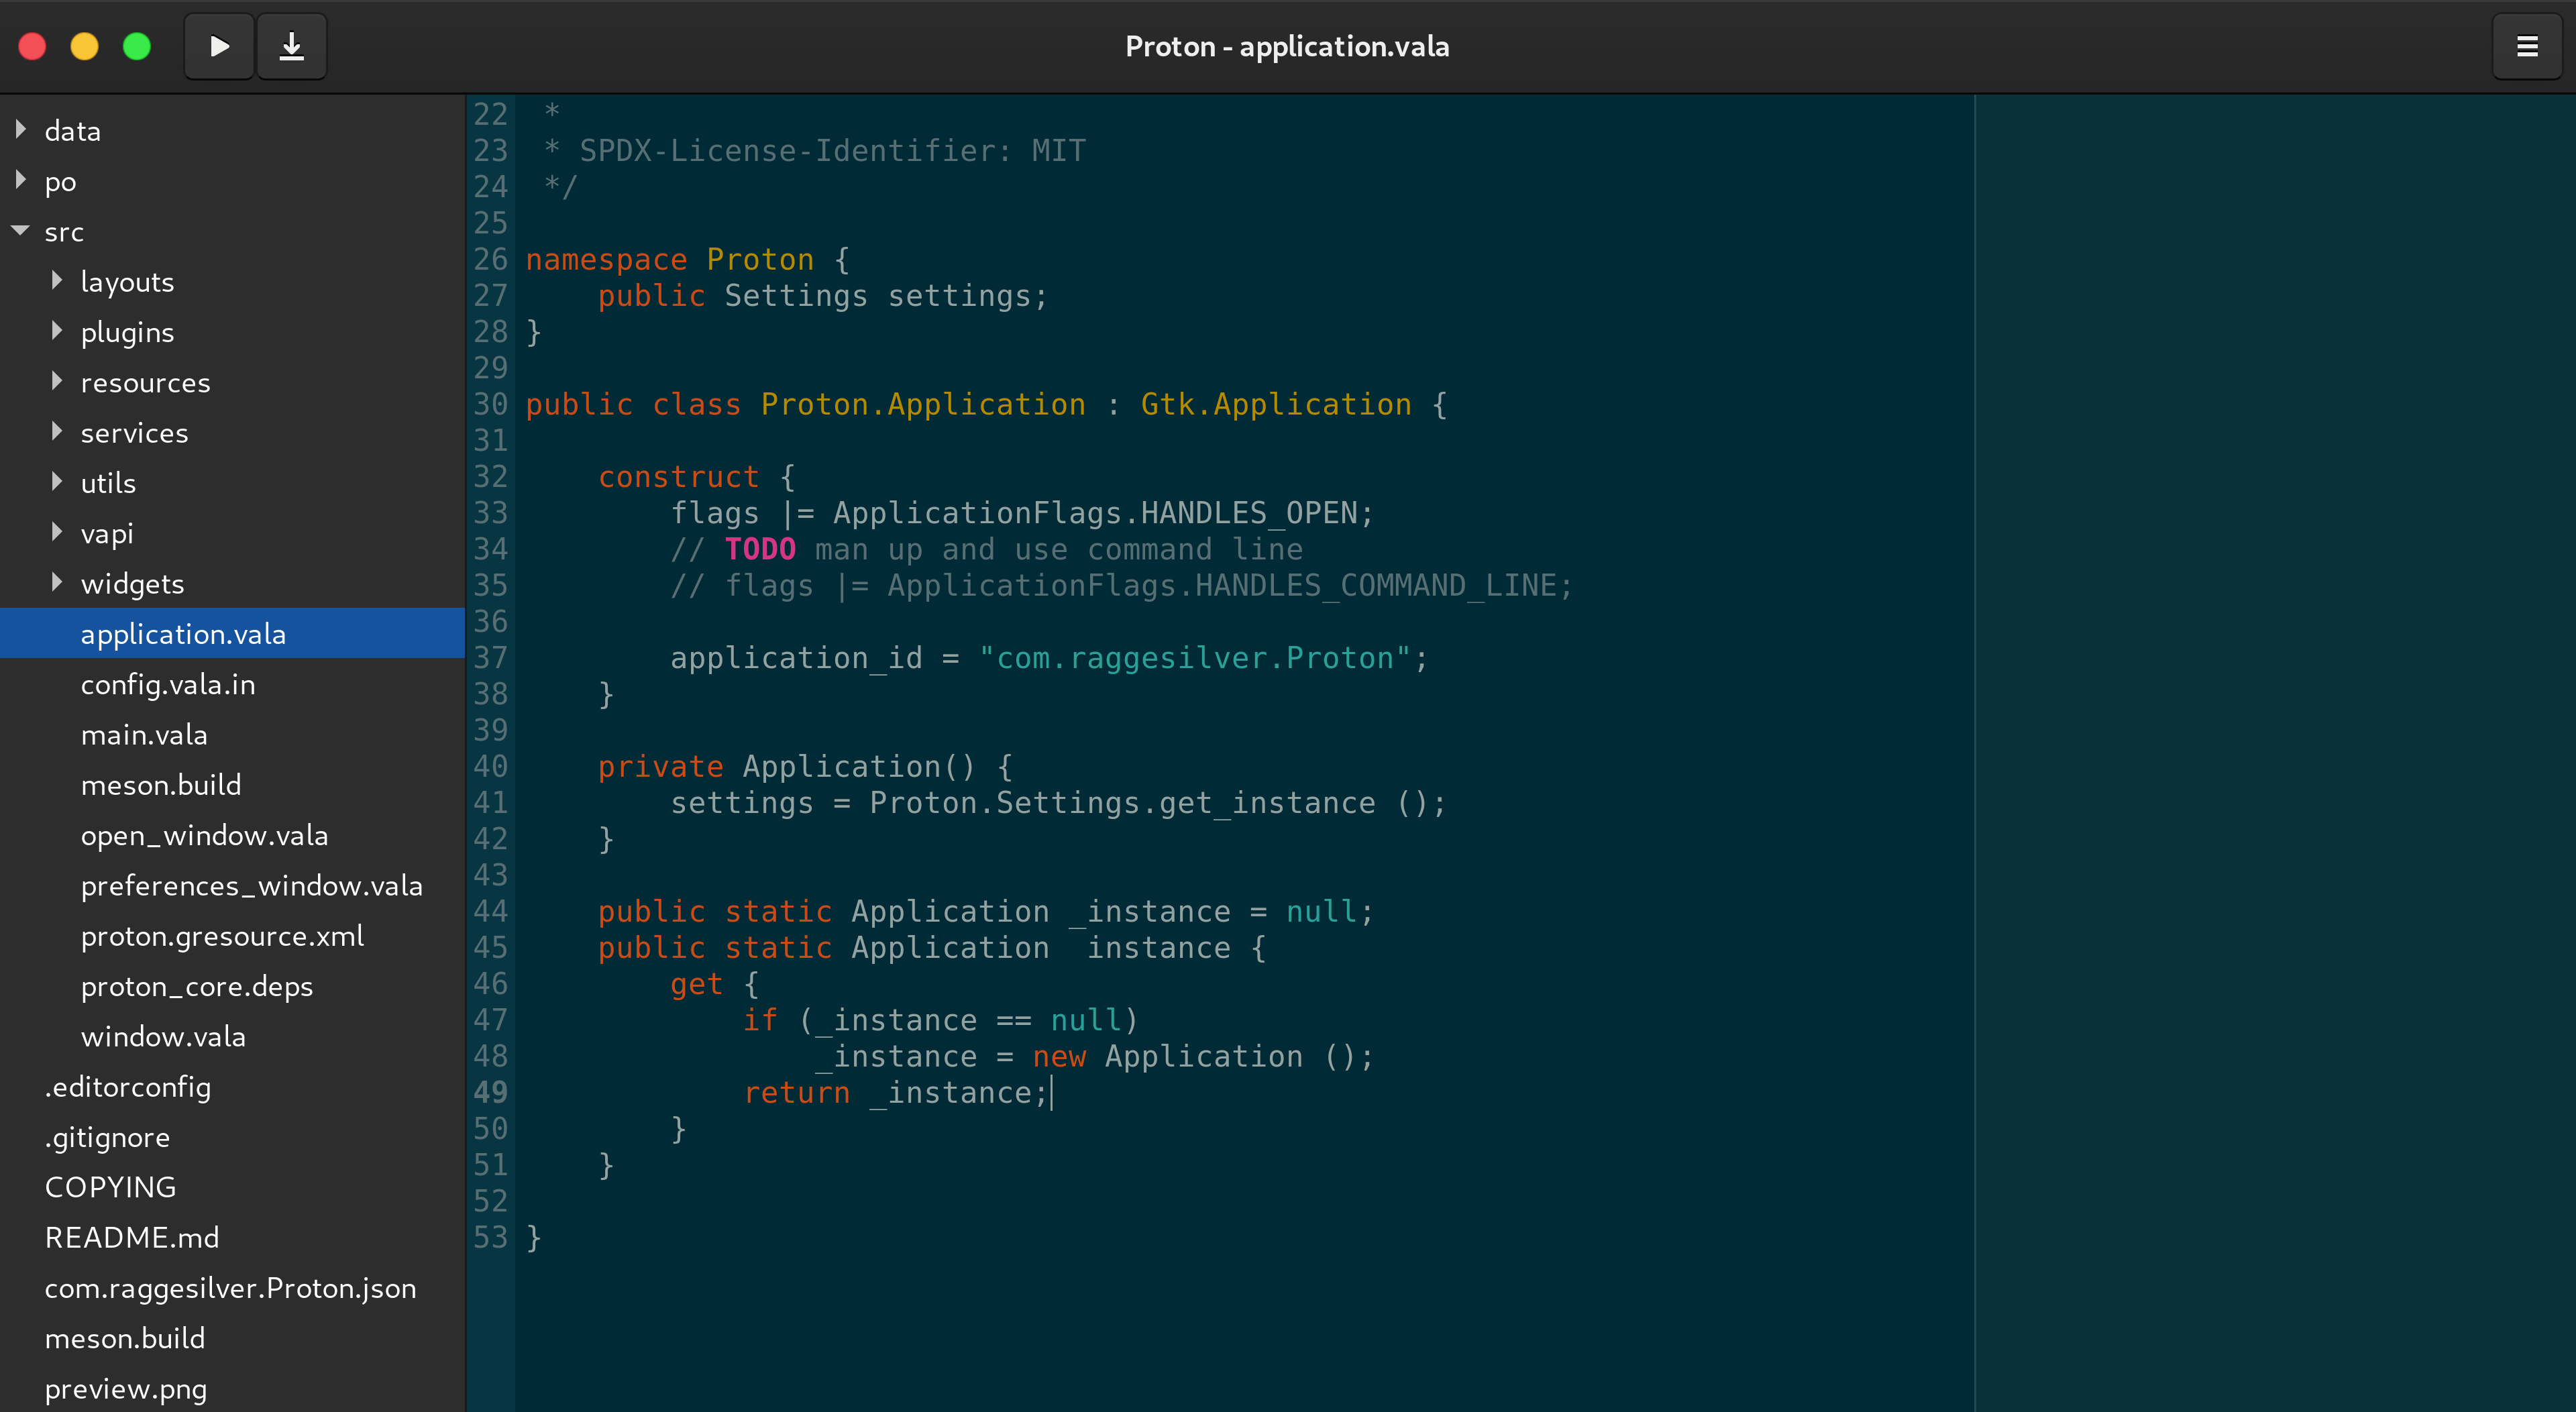 Proton - application.vala
data
po
src
layouts
plugins
resources
services
utils
vapi
widgets
application.vala
config.vala.in
main.vala
meson.build
open_window.vala
preferences_window.vala
proton.gresource.xml
proton_core.deps
window.vala
.editorconfig
.gitignore
COPYING
README.md
com.raggesilver.Proton.json
meson.build
preview.png
22  *
23  * SPDX-License-Identifier: MIT
24  */
25
26 namespace Proton {
27     public Settings settings;
28 }
29
30 public class Proton.Application : Gtk.Application {
31
32     construct {
33         flags |= ApplicationFlags.HANDLES_OPEN;
34         // TODO man up and use command line
35         // flags |= ApplicationFlags.HANDLES_COMMAND_LINE;
36
37         application_id = "com.raggesilver.Proton";
38     }
39
40     private Application() {
41         settings = Proton.Settings.get_instance ();
42     }
43
44     public static Application _instance = null;
45     public static Application  instance {
46         get {
47             if (_instance == null)
48                 _instance = new Application ();
49             return _instance;
50         }
51     }
52
53 }